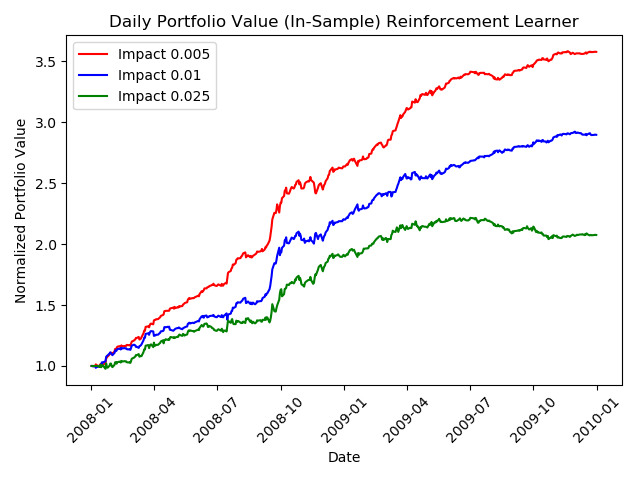 Daily Portfolio Value (In-Sample) Reinforcement Learner
Impact 0.005
Impact 0.01
Impact 0.025
Normalized Portfolio Value
3.5
3.0
2.5
2.0
1.5
1.0
2008-01
2008-04
2008-07
2008-10
2009-01
2009-04
2009-07
2009-10
2010-01
Date